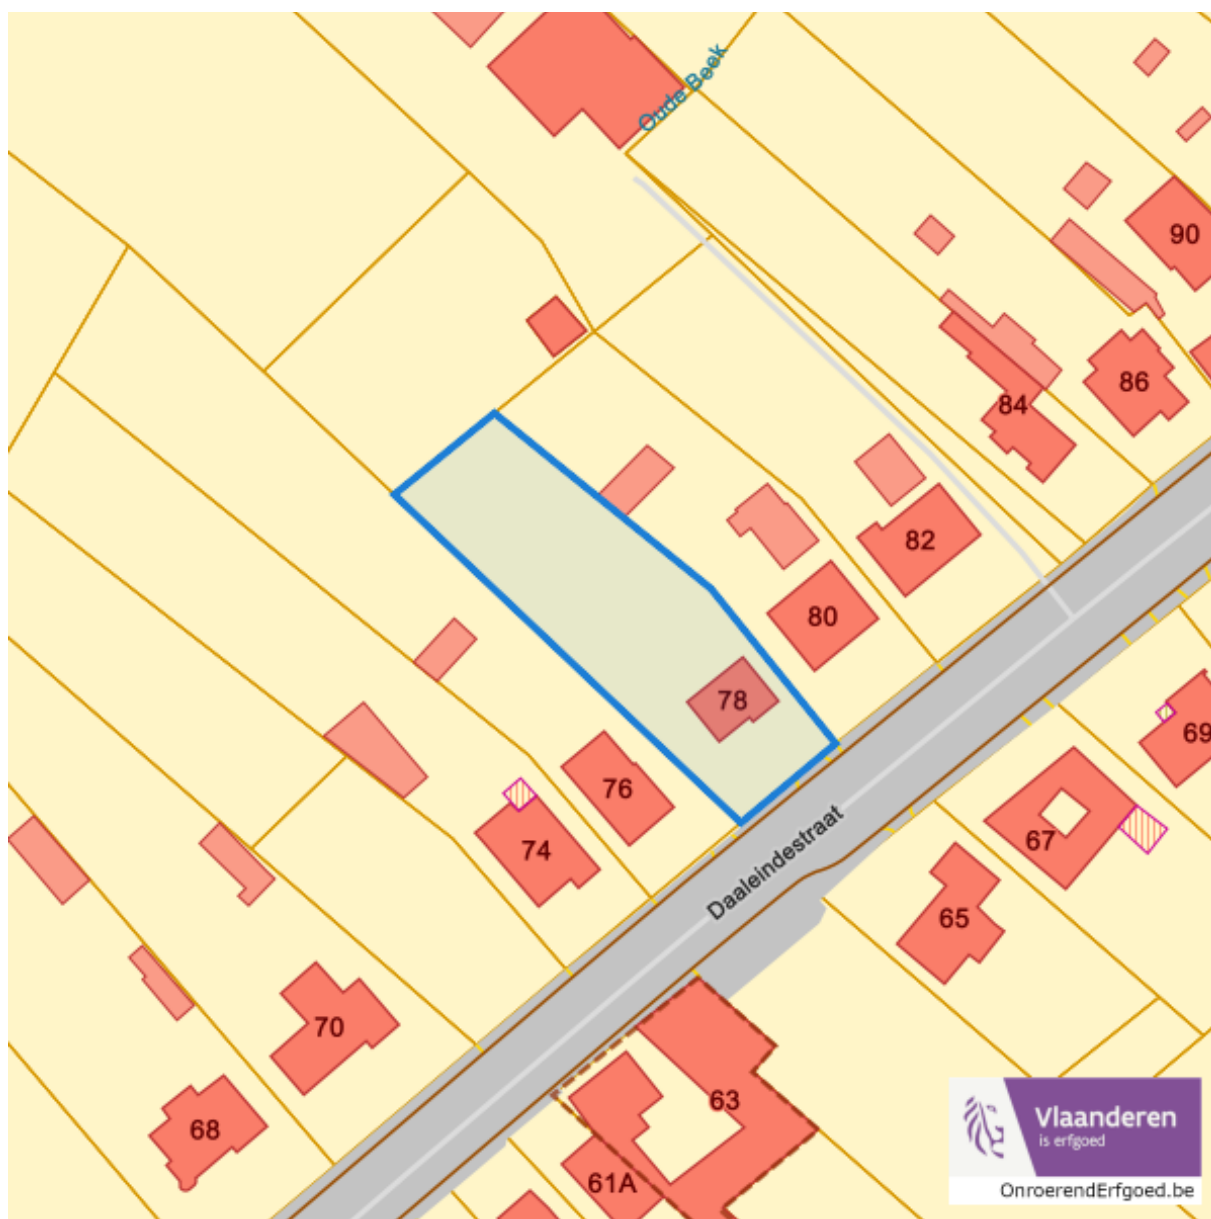 Oude Beek
90
86
84
82
80
78
69
76
67
74
Daaleindestraat
65
70
63
68
61A
Vlaanderen
is erfgoed
OnroerendErfgoed.be